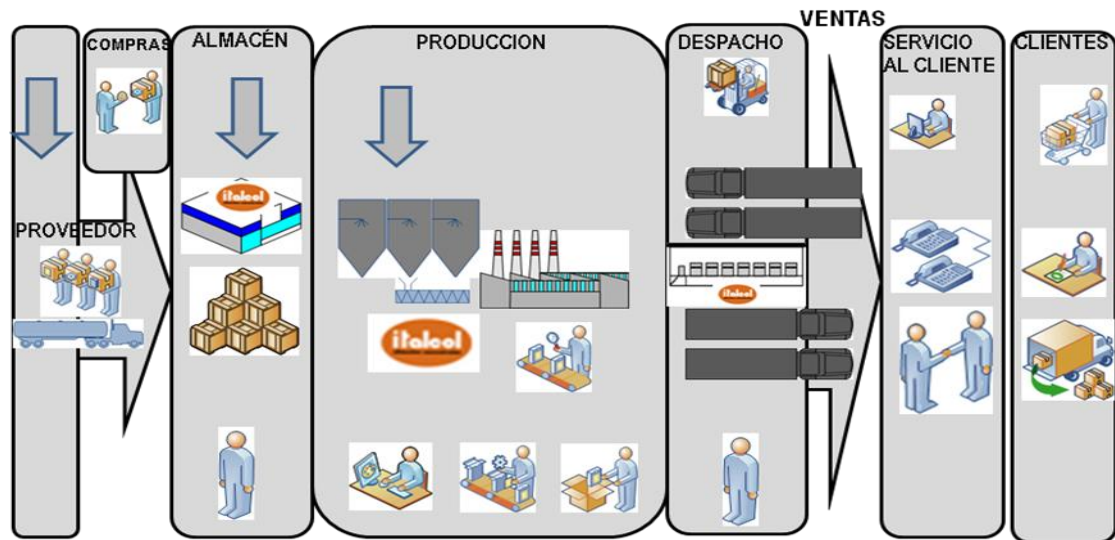 VENTAS
COMPRAS
ALMACÉN
PRODUCCION
DESPACHO
SERVICIO
AL CLIENTE
CLIENTES
PROVEEDOR
italcol
italcol
italcol